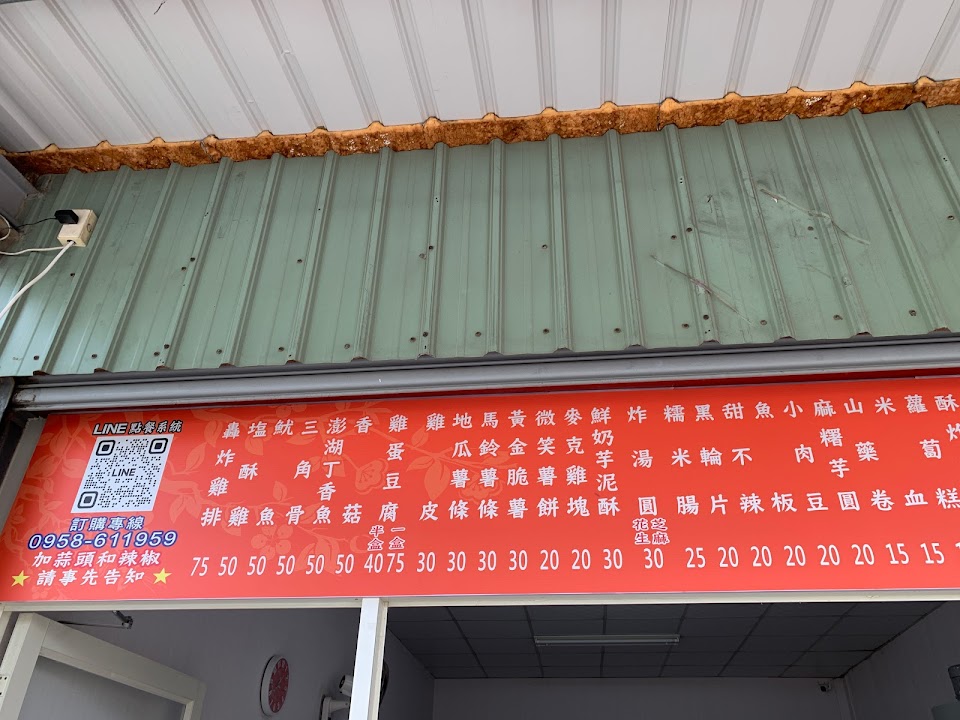 LINE 點餐系統
LINE
訂購專線
0958-611959
加蒜頭和辣椒
請事先告知
轟炸雞排 75
塩酥雞 50
魷魚 50
三角骨 50
澎湖丁香魚 50
香菇 50
雞蛋豆腐 半盒 40 一盒 75
雞皮 30
地瓜薯條 30
馬鈴薯條 30
黃金脆薯 30
微笑薯餅 20
麥克雞塊 20
鮮奶芋泥酥 30
炸湯圓 花生 芝麻 30
糯米腸 25
黑輪片 20
甜不辣 20
魚板 20
小肉豆 20
麻糬芋圓 20
山藥卷 15
米血 15
蘿蔔糕
酥炸